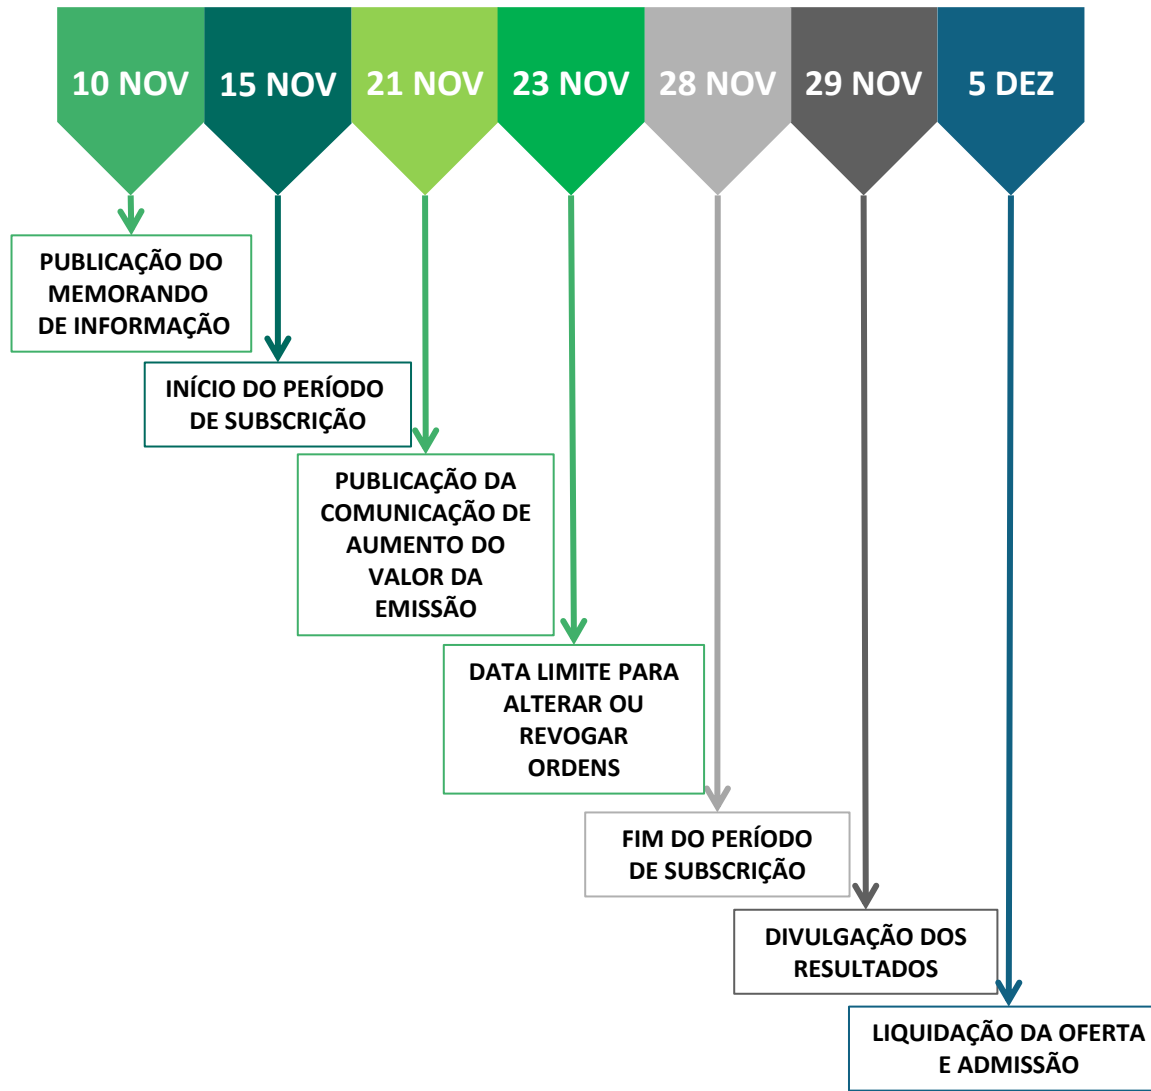 10 NOV
15 NOV
21 NOV
23 NOV
28 NOV
29 NOV
5 DEZ
PUBLICAÇÃO DO
MEMORANDO
DE INFORMAÇÃO
INÍCIO DO PERÍODO
DE SUBSCRIÇÃO
PUBLICAÇÃO DA
COMUNICAÇÃO DE
AUMENTO DO
VALOR DA
EMISSÃO
DATA LIMITE PARA
ALTERAR OU
REVOGAR
ORDENS
FIM DO PERÍODO
DE SUBSCRIÇÃO
DIVULGAÇÃO DOS
RESULTADOS
LIQUIDAÇÃO DA OFERTA
E ADMISSÃO